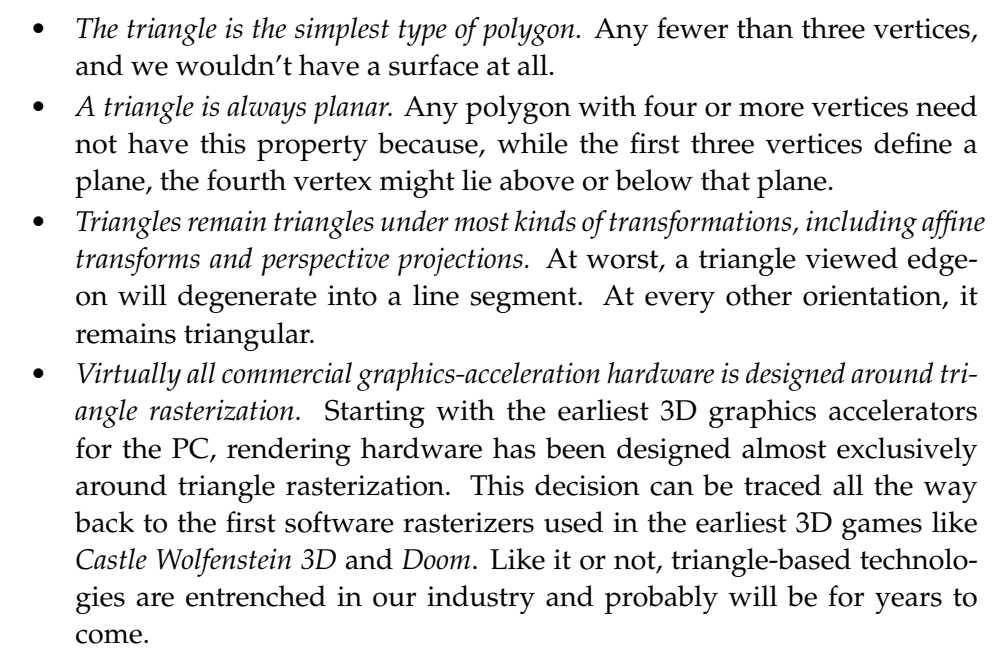 • The triangle is the simplest type of polygon. Any fewer than three vertices,
and we wouldn't have a surface at all.
• A triangle is always planar. Any polygon with four or more vertices need
not have this property because, while the first three vertices define a
plane, the fourth vertex might lie above or below that plane.
• Triangles remain triangles under most kinds of transformations, including affine
transforms and perspective projections. At worst, a triangle viewed edge-
on will degenerate into a line segment. At every other orientation, it
remains triangular.
• Virtually all commercial graphics-acceleration hardware is designed around tri-
angle rasterization. Starting with the earliest 3D graphics accelerators
for the PC, rendering hardware has been designed almost exclusively
around triangle rasterization. This decision can be traced all the way
back to the first software rasterizers used in the earliest 3D games like
Castle Wolfenstein 3D and Doom. Like it or not, triangle-based technolo-
gies are entrenched in our industry and probably will be for years to
come.